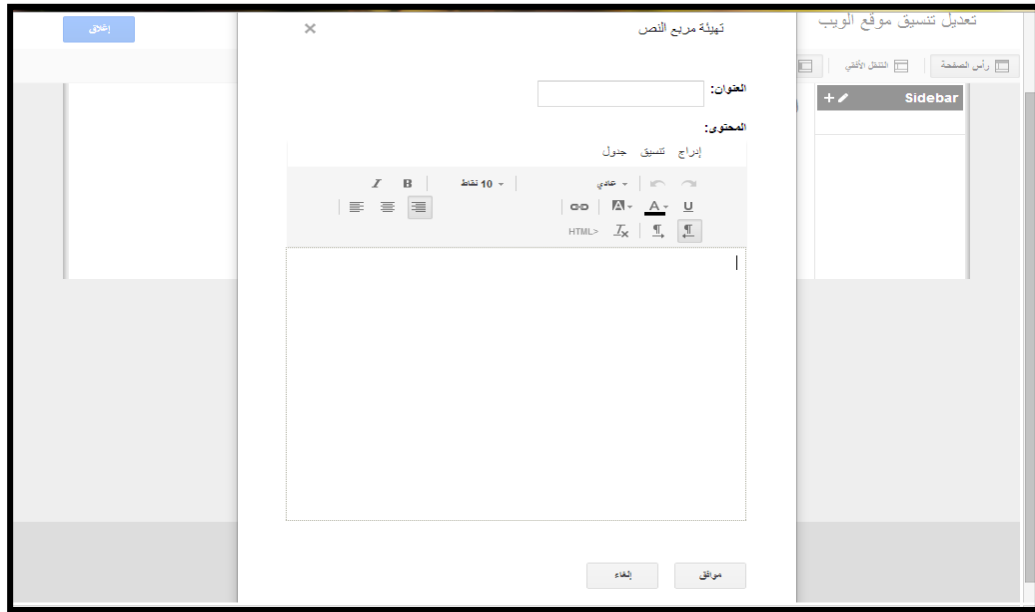 تعديل تنسيق موقع الويب
إغلاق
رأس الصفحة
التنقل الأفقي
Sidebar
تهيئة مربع النص
العنوان:
المحتوى:
إدراج تنسيق جدول
عادي 10 نقاط B I
A A U
HTML> T
موافق إلغاء